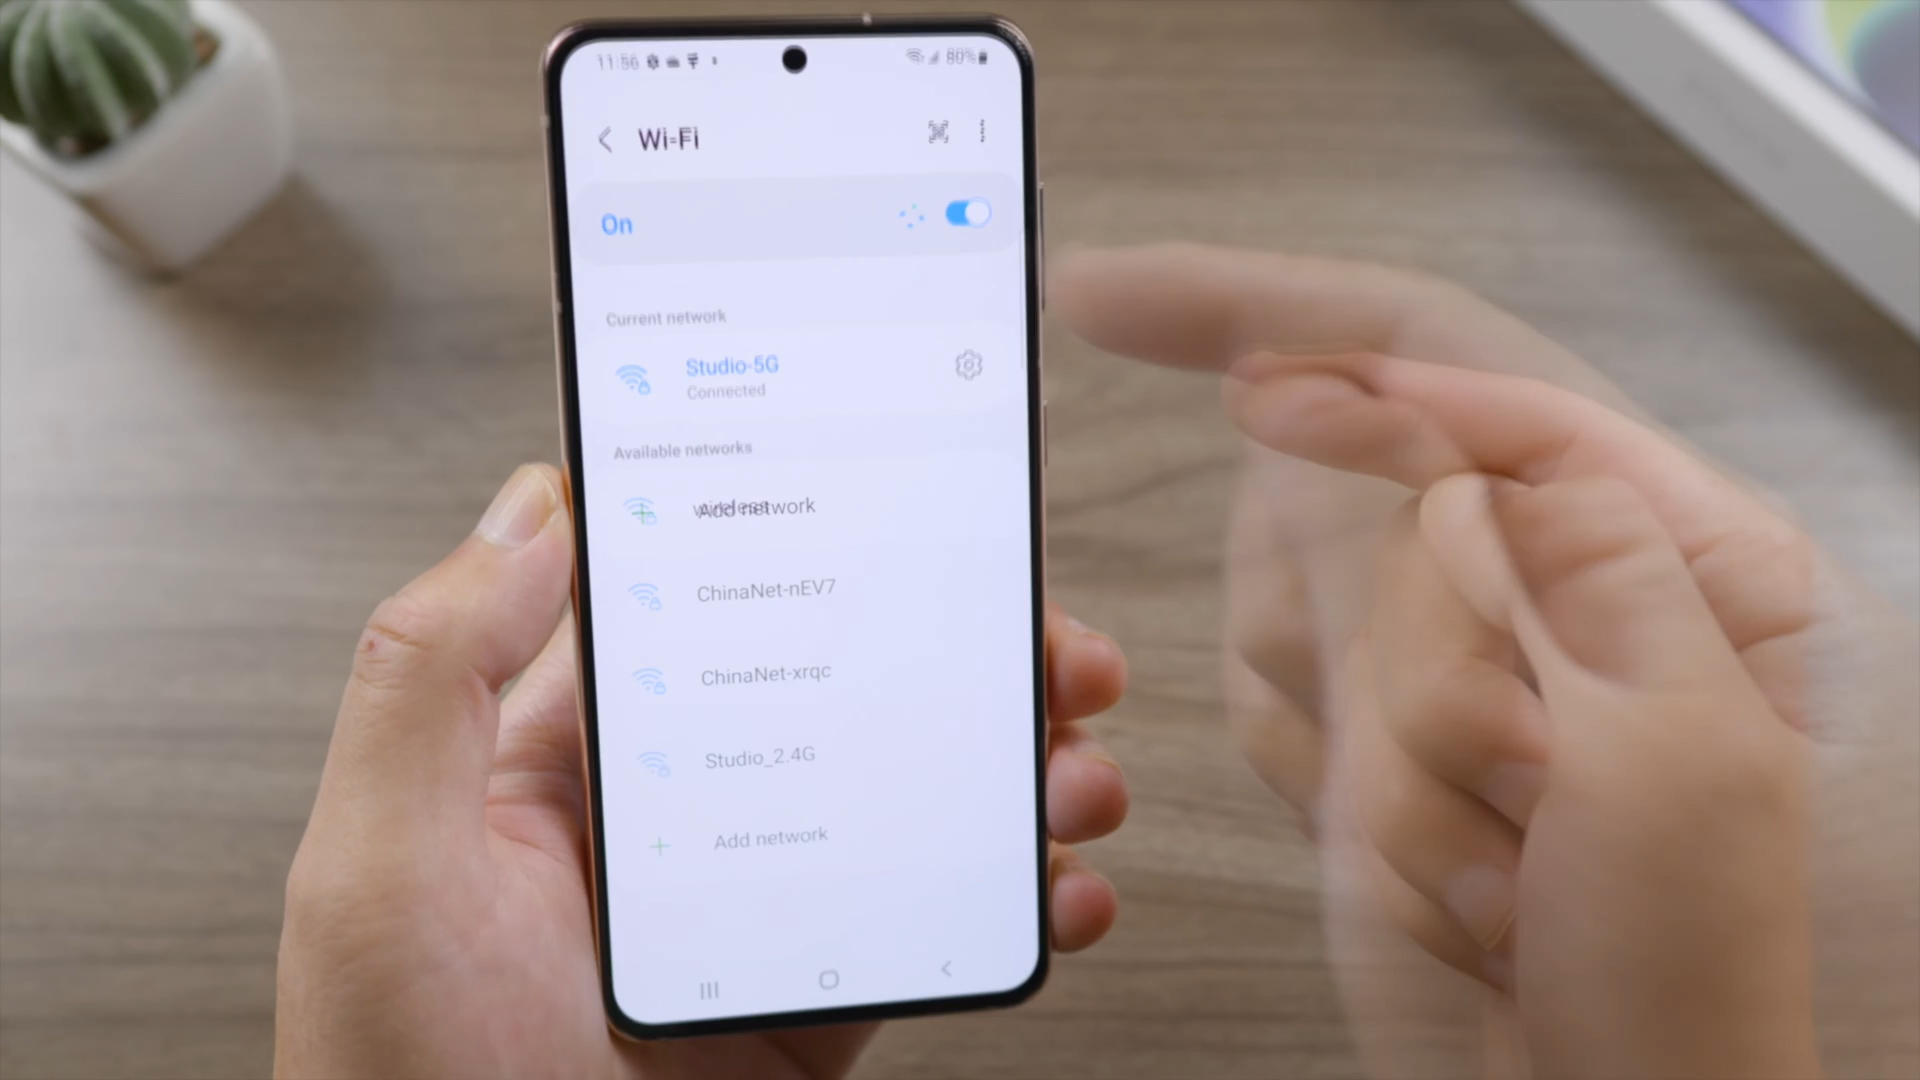 11:56 80%
Wi-Fi
On
Current network
Studio-5G
Connected
Available networks
wireless
Add network
ChinaNet-nEV7
ChinaNet-xrqc
Studio_2.4G
Add network